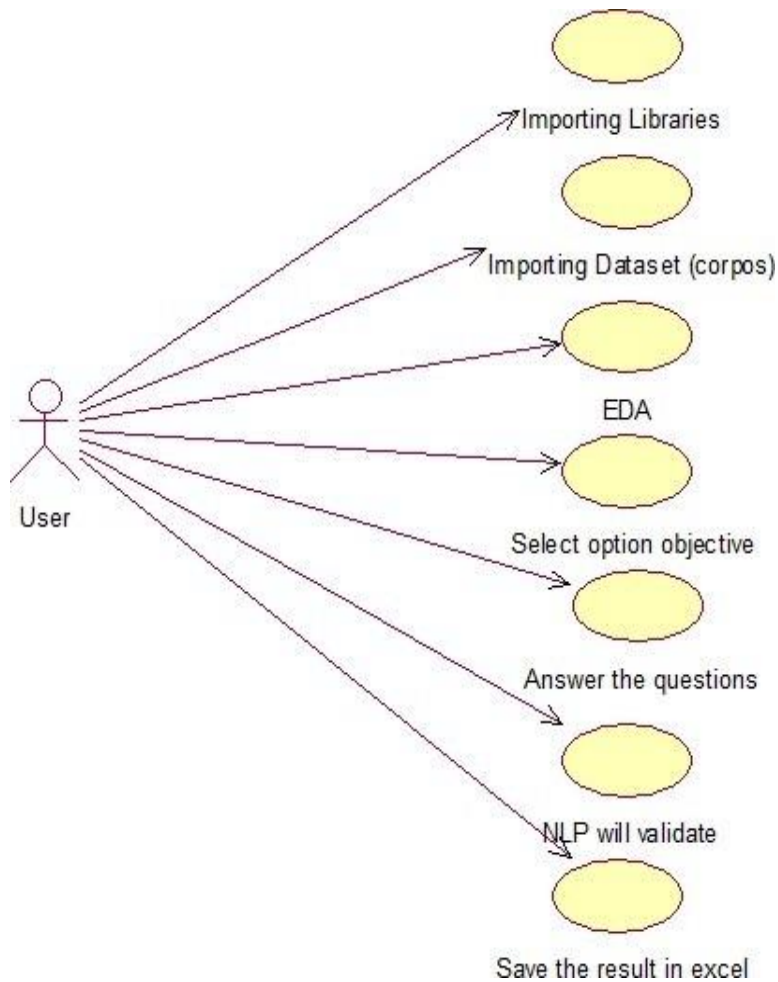 Importing Libraries
Importing Dataset (corpos)
EDA
User
Select option objective
Answer the questions
NLP will validate
Save the result in excel